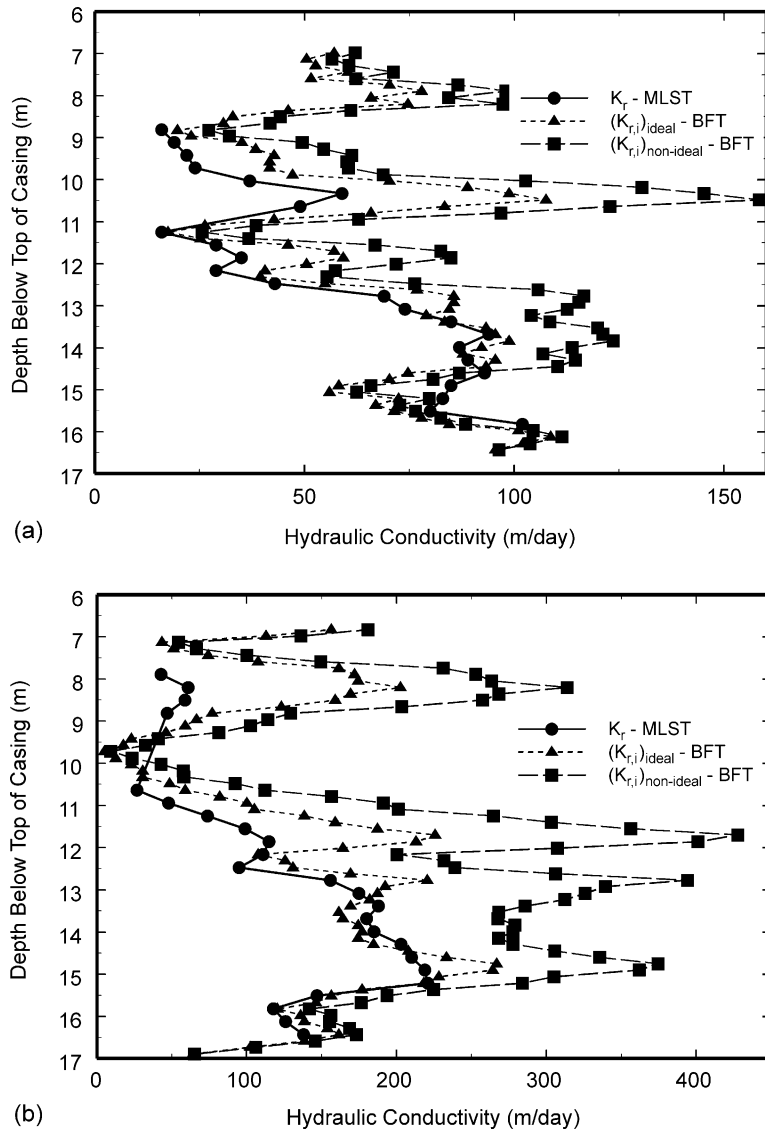 6
7
8
9
10
11
12
13
14
15
16
17
Depth Below Top of Casing (m)
K_r - MLST
(K_r,i)_ideal - BFT
(K_r,i)_non-ideal - BFT
0 50 100 150
Hydraulic Conductivity (m/day)
(a)
6
7
8
9
10
11
12
13
14
15
16
17
Depth Below Top of Casing (m)
K_r - MLST
(K_r,i)_ideal - BFT
(K_r,i)_non-ideal - BFT
0 100 200 300 400
Hydraulic Conductivity (m/day)
(b)